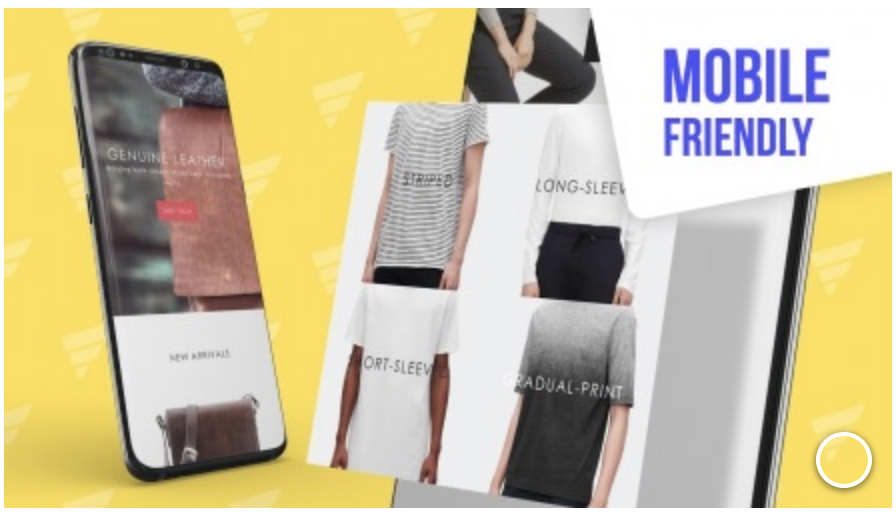 MOBILE
FRIENDLY
GENUINE LEATHER
NEW ARRIVALS
STRIPED
LONG-SLEEV
ORT-SLEEV
GRADUAL-PRINT